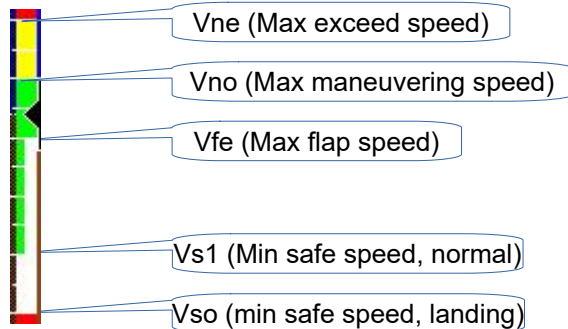 Vne (Max exceed speed)
Vno (Max maneuvering speed)
Vfe (Max flap speed)
Vs1 (Min safe speed, normal)
Vso (min safe speed, landing)